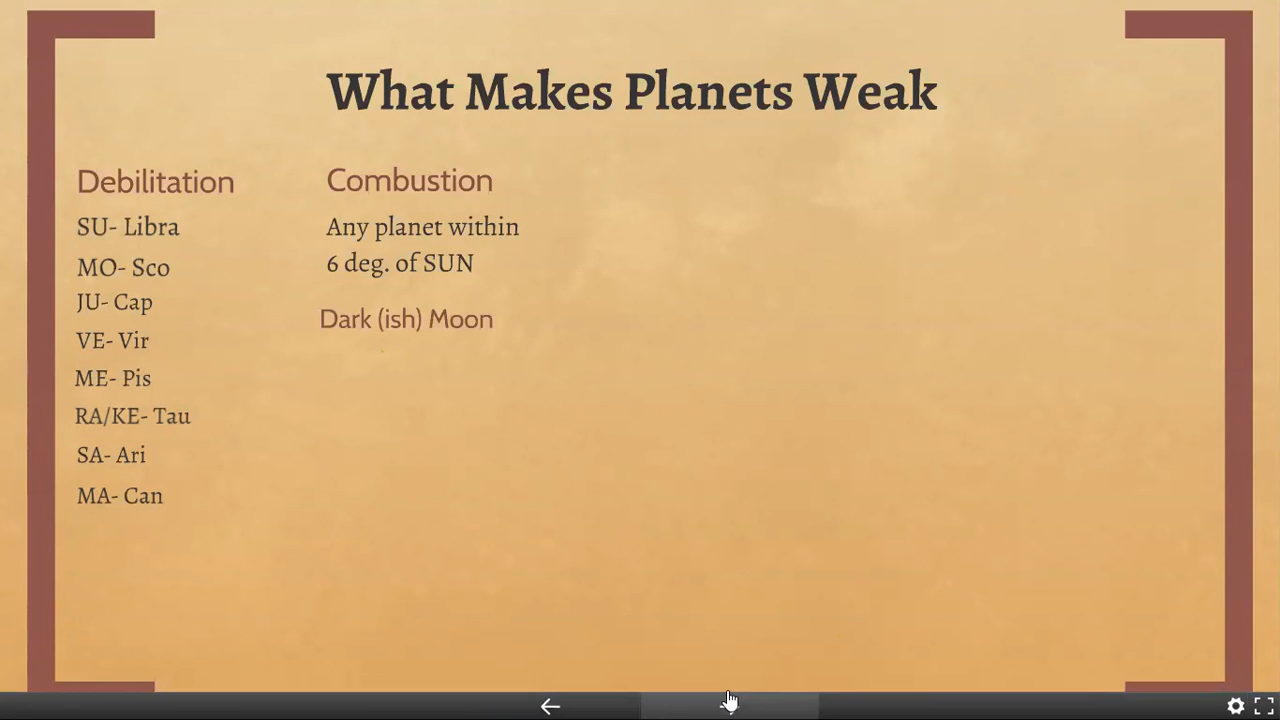 What Makes Planets Weak
Debilitation
SU- Libra
MO- Sco
JU- Cap
VE- Vir
ME- Pis
RA/KE- Tau
SA- Ari
MA- Can
Combustion
Any planet within
6 deg. of SUN
Dark (ish) Moon